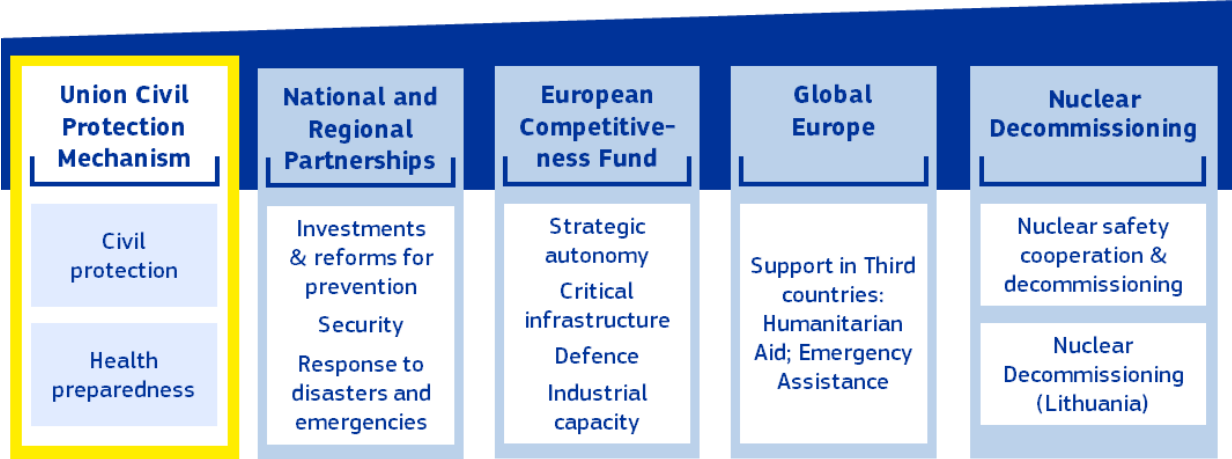 Union Civil
Protection
Mechanism
Civil
protection
Health
preparedness
National and
Regional
Partnerships
Investments
& reforms for
prevention
Security
Response to
disasters and
emergencies
European
Competitive-
ness Fund
Strategic
autonomy
Critical
infrastructure
Defence
Industrial
capacity
Global
Europe
Support in Third
countries:
Humanitarian
Aid; Emergency
Assistance
Nuclear
Decommissioning
Nuclear safety
cooperation &
decommissioning
Nuclear
Decommissioning
(Lithuania)